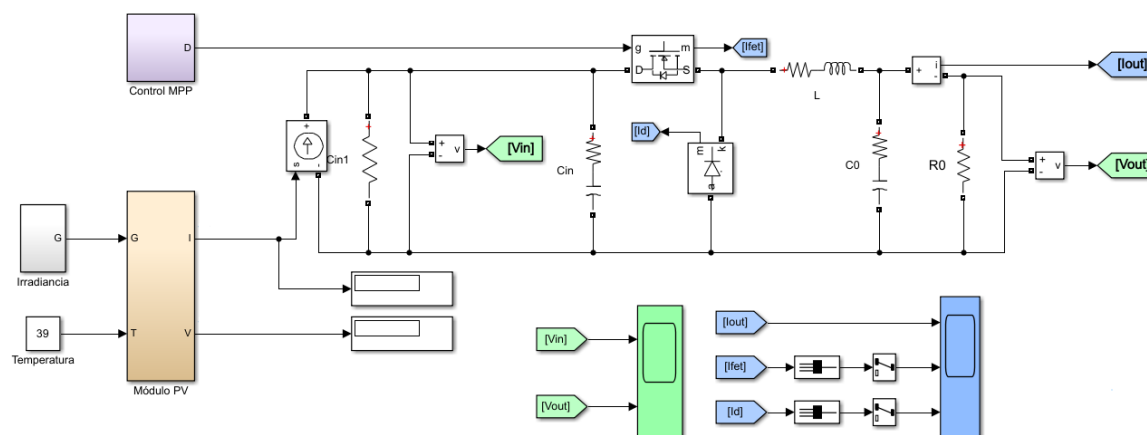 D
Control MPP
g
m
D
S
[Ifet]
i
+
-
[Iout]
L
[Id]
m
k
a
+
s
-
Cin1
+
-
v
[Vin]
Cin
C0
R0
+
-
v
[Vout]
G
Irradiancia
G
I
T
V
Módulo PV
39
Temperatura
[Vin]
[Vout]
[Iout]
[Ifet]
[Id]